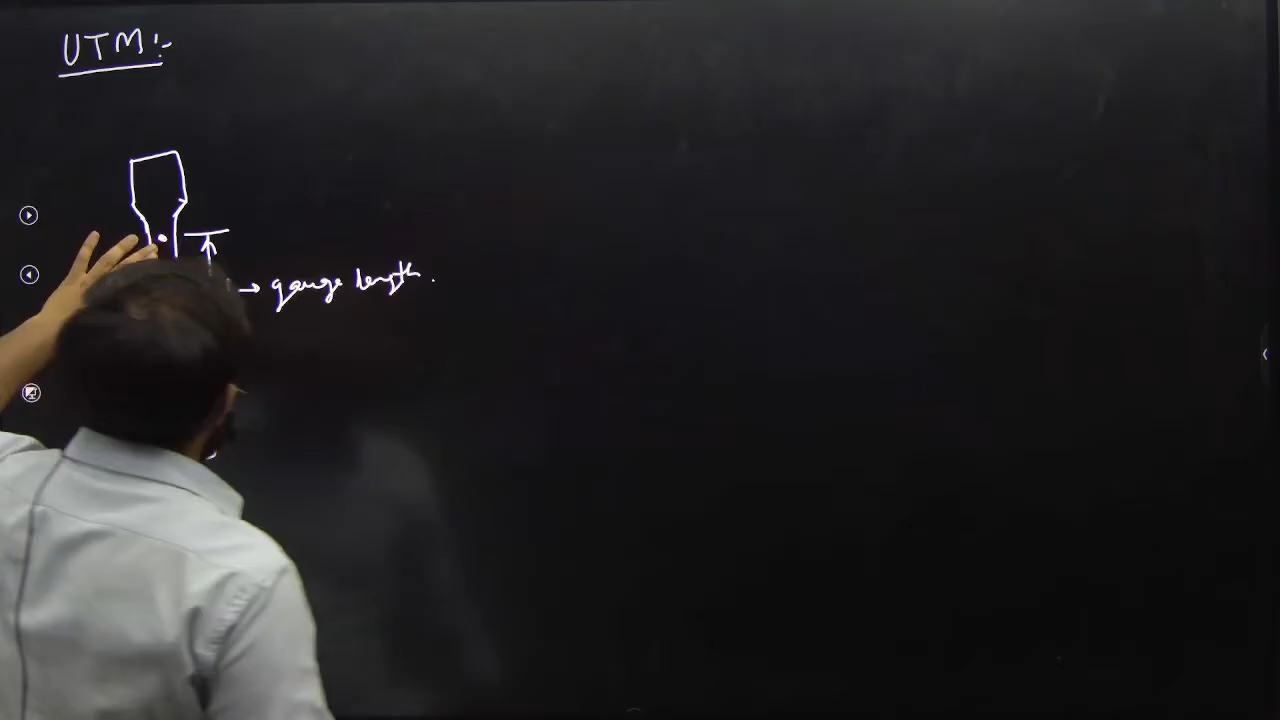 UTM :-
→ gauge length .